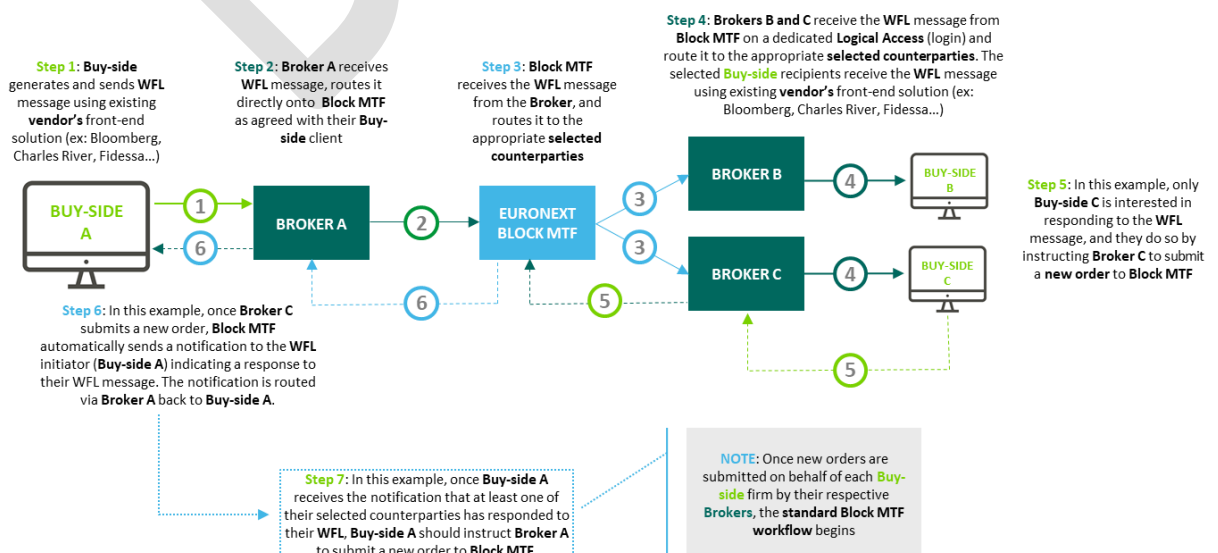 Step 1: Buy-side
generates and sends WFL
message using existing
vendor's front-end
solution (ex: Bloomberg,
Charles River, Fidessa…)
Step 2: Broker A receives
WFL message, routes it
directly onto Block MTF
as agreed with their Buy-
side client
Step 3: Block MTF
receives the WFL message
from the Broker, and
routes it to the
appropriate selected
counterparties
Step 4: Brokers B and C receive the WFL message from
Block MTF on a dedicated Logical Access (login) and
route it to the appropriate selected counterparties. The
selected Buy-side recipients receive the WFL message
using existing vendor's front-end solution (ex:
Bloomberg, Charles River, Fidessa…)
BUY-SIDE
A
1
6
BROKER A
2
EURONEXT
BLOCK MTF
3
3
BROKER B
BROKER C
4
4
BUY-SIDE
B
BUY-SIDE
C
6
5
5
Step 5: In this example, only
Buy-side C is interested in
responding to the WFL
message, and they do so by
instructing Broker C to submit
a new order to Block MTF
Step 6: In this example, once Broker C
submits a new order, Block MTF
automatically sends a notification to the WFL
initiator (Buy-side A) indicating a response to
their WFL message. The notification is routed
via Broker A back to Buy-side A.
Step 7: In this example, once Buy-side A
receives the notification that at least one of
their selected counterparties has responded to
their WFL, Buy-side A should instruct Broker A
to submit a new order to Block MTF
NOTE: Once new orders are
submitted on behalf of each Buy-
side firm by their respective
Brokers, the standard Block MTF
workflow begins